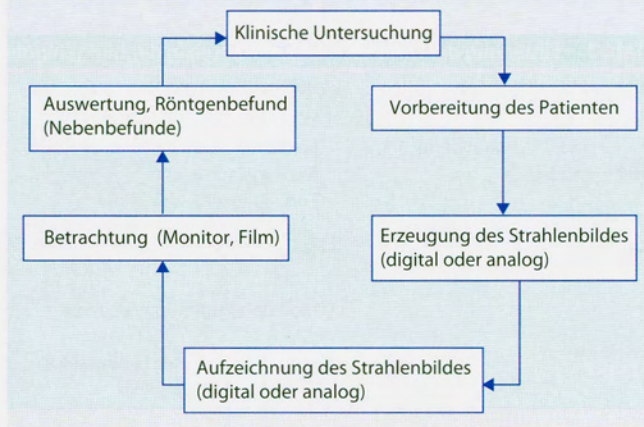 Klinische Untersuchung
Vorbereitung des Patienten
Erzeugung des Strahlenbildes
(digital oder analog)
Aufzeichnung des Strahlenbildes
(digital oder analog)
Betrachtung (Monitor, Film)
Auswertung, Röntgenbefund
(Nebenbefunde)